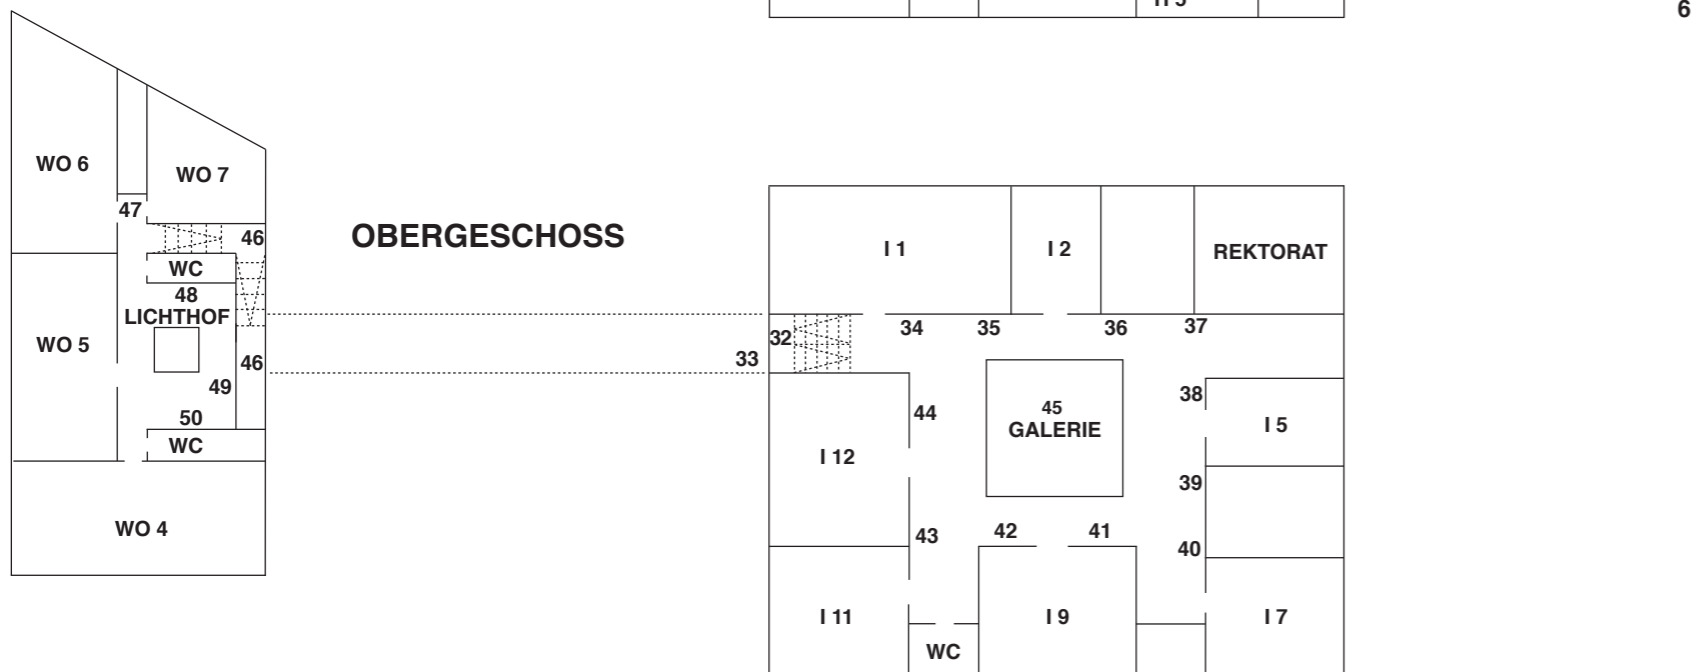 6
WO 6
WO 7
47
46
OBERGESCHOSS
WC
48
LICHTHOF
WO 5
46
49
50
WC
WO 4
I 1
I 2
REKTORAT
32
33
34
35
36
37
38
44
45
GALERIE
I 5
I 12
39
43
42
41
40
I 11
I 9
I 7
WC